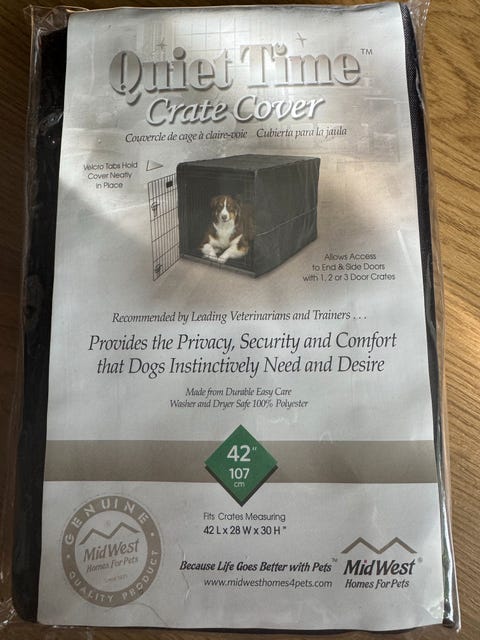 Quiet Time™
Crate Cover
Couvercle de cage à claire-voie Cubierta para la jaula
Velcro Tabs Hold
Cover Neatly
in Place
Allows Access
to End & Side Doors
with 1, 2 or 3 Door Crates
Recommended by Leading Veterinarians and Trainers . . .
Provides the Privacy, Security and Comfort
that Dogs Instinctively Need and Desire
Made from Durable Easy Care
Washer and Dryer Safe 100% Polyester
42"
107
cm
Fits Crates Measuring
42 L x 28 W x 30 H "
GENUINE
MidWest
Homes For Pets
SINCE 1921
QUALITY PRODUCT
Because Life Goes Better with Pets™
www.midwesthomes4pets.com
MidWest®
Homes For Pets